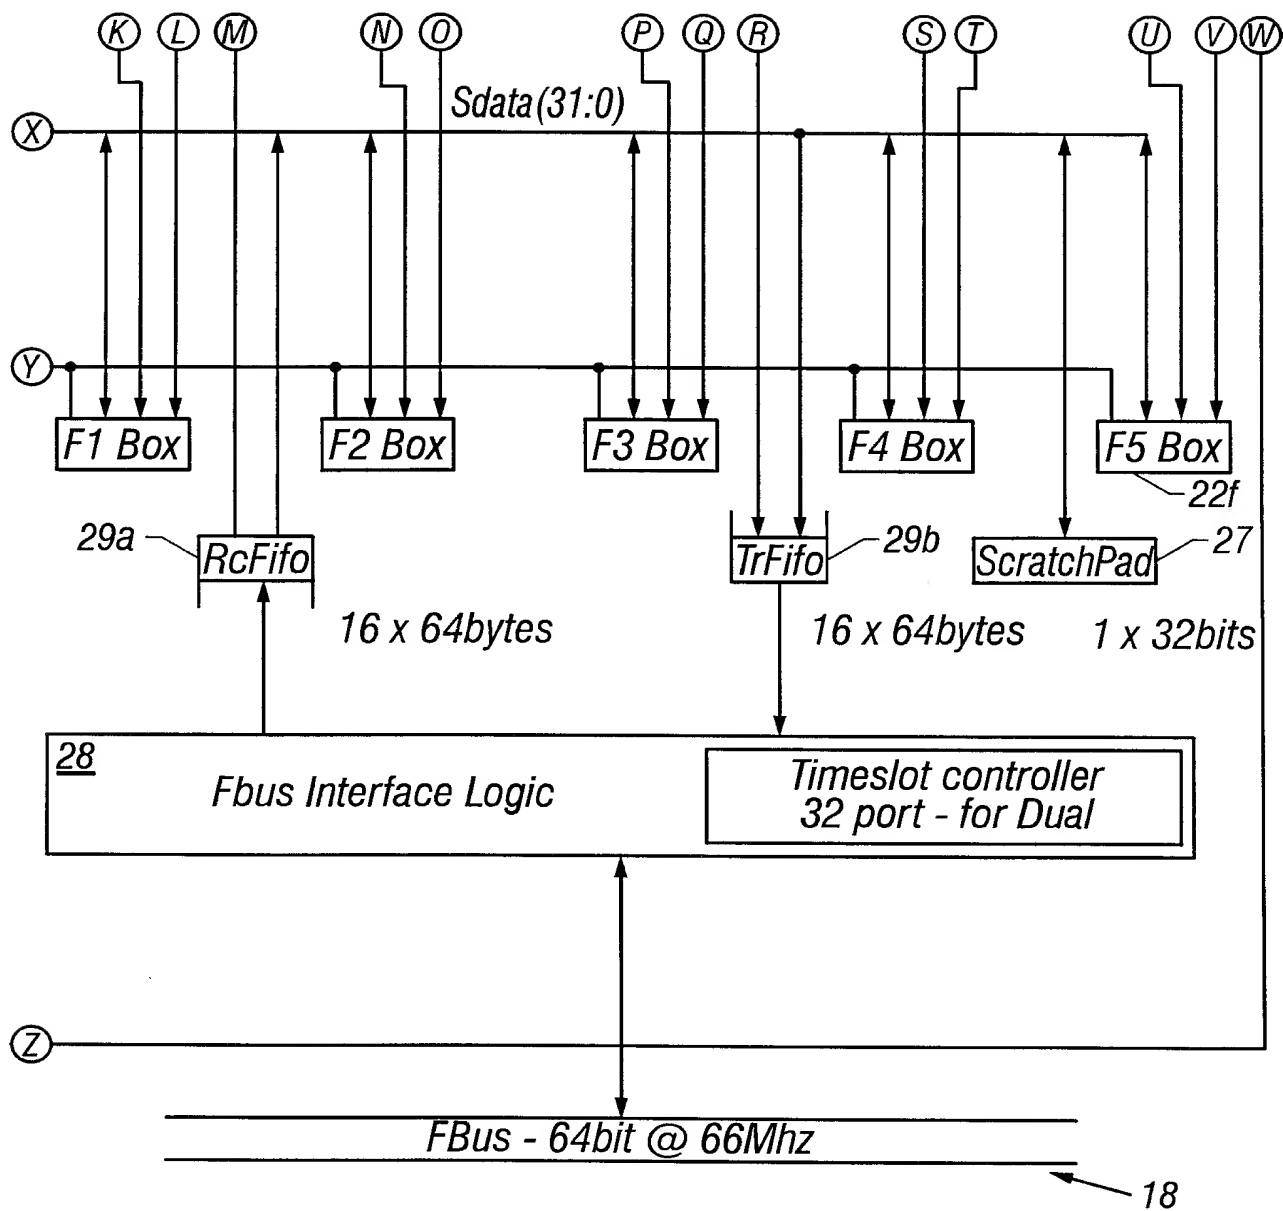 K L M N O P Q R S T U V W
Sdata(31:0)
X
Y
F1 Box F2 Box F3 Box F4 Box F5 Box
22f
29a RcFifo TrFifo 29b ScratchPad 27
16 x 64bytes 16 x 64bytes 1 x 32bits
28
Fbus Interface Logic
Timeslot controller
32 port - for Dual
Z
FBus - 64bit @ 66Mhz
18